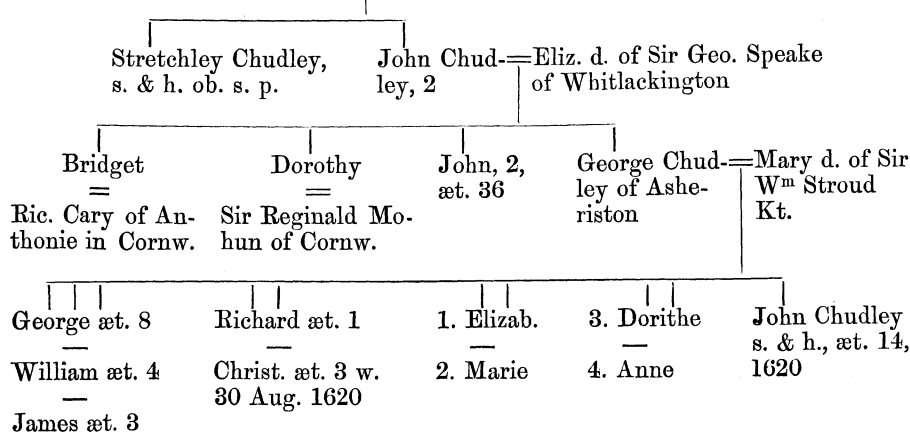 Stretchley Chudley,
s. & h. ob. s. p.
John Chud-
ley, 2
=Eliz. d. of Sir Geo. Speake
of Whitlackington
Bridget
=
Ric. Cary of An-
thonie in Cornw.
Dorothy
=
Sir Reginald Mo-
hun of Cornw.
John, 2,
æt. 36
George Chud-
ley of Ashe-
riston
=Mary d. of Sir
Wᵐ Stroud
Kt.
George æt. 8
—
William æt. 4
—
James æt. 3
Richard æt. 1
—
Christ. æt. 3 w.
30 Aug. 1620
1. Elizab.
—
2. Marie
3. Dorithe
—
4. Anne
John Chudley
s. & h., æt. 14,
1620